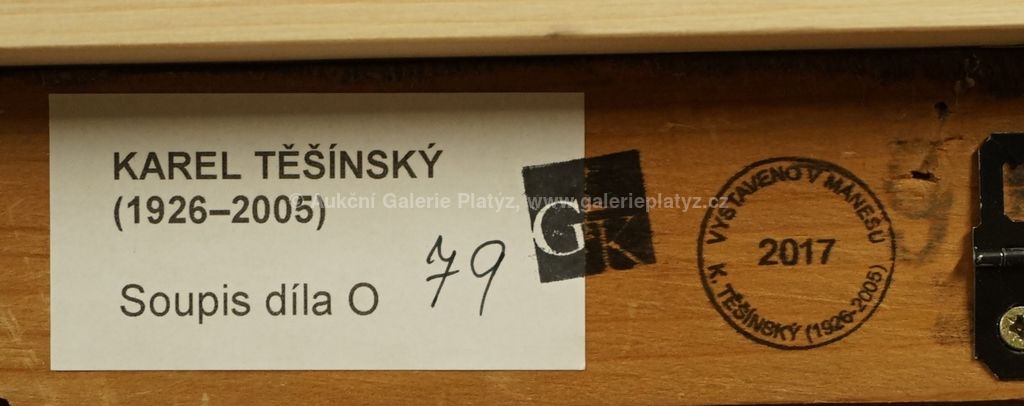 KAREL TĚŠÍNSKÝ
(1926–2005)
© Aukční Galerie Platýz, www.galerieplatyz.cz
Soupis díla O 79
GK
VYSTAVENO V MÁNESU
2017
K. TĚŠÍNSKÝ (1926-2005)